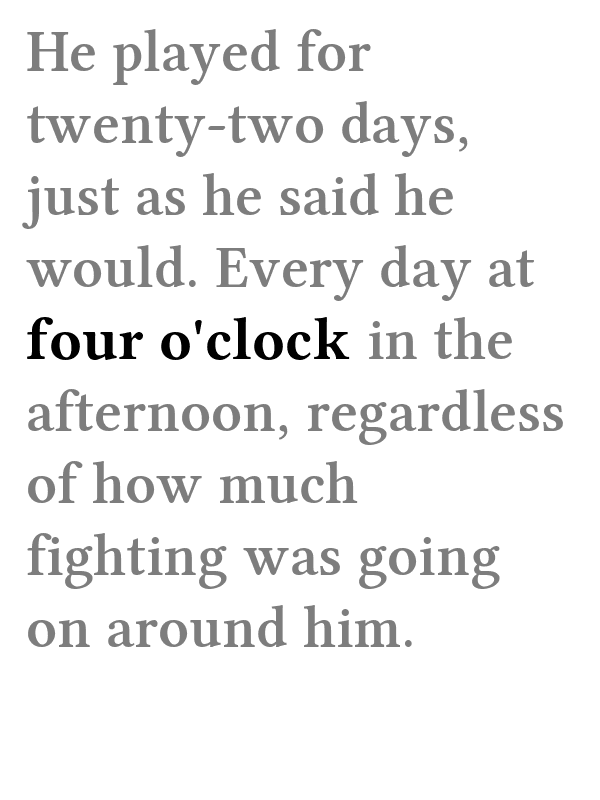 He played for
twenty-two days,
just as he said he
would. Every day at
four o'clock in the
afternoon, regardless
of how much
fighting was going
on around him.